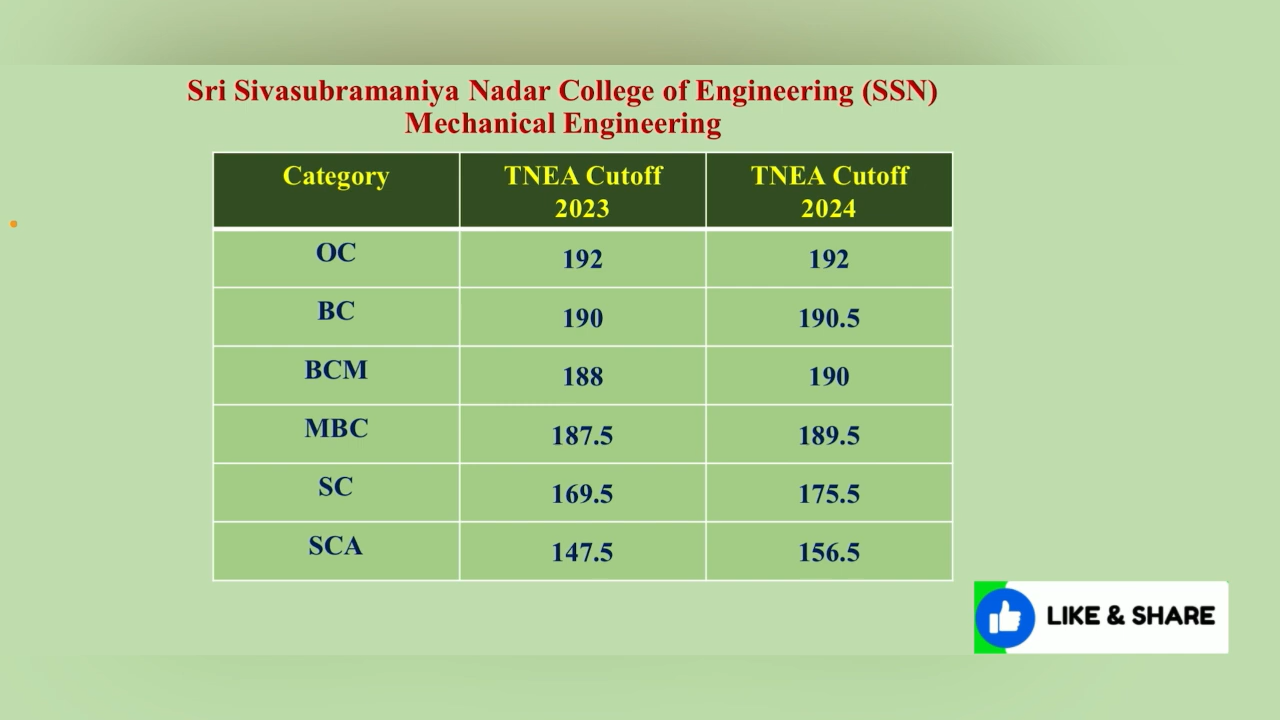 Sri Sivasubramaniya Nadar College of Engineering (SSN)
Mechanical Engineering
Category TNEA Cutoff 2023 TNEA Cutoff 2024
OC 192 192
BC 190 190.5
BCM 188 190
MBC 187.5 189.5
SC 169.5 175.5
SCA 147.5 156.5
LIKE & SHARE